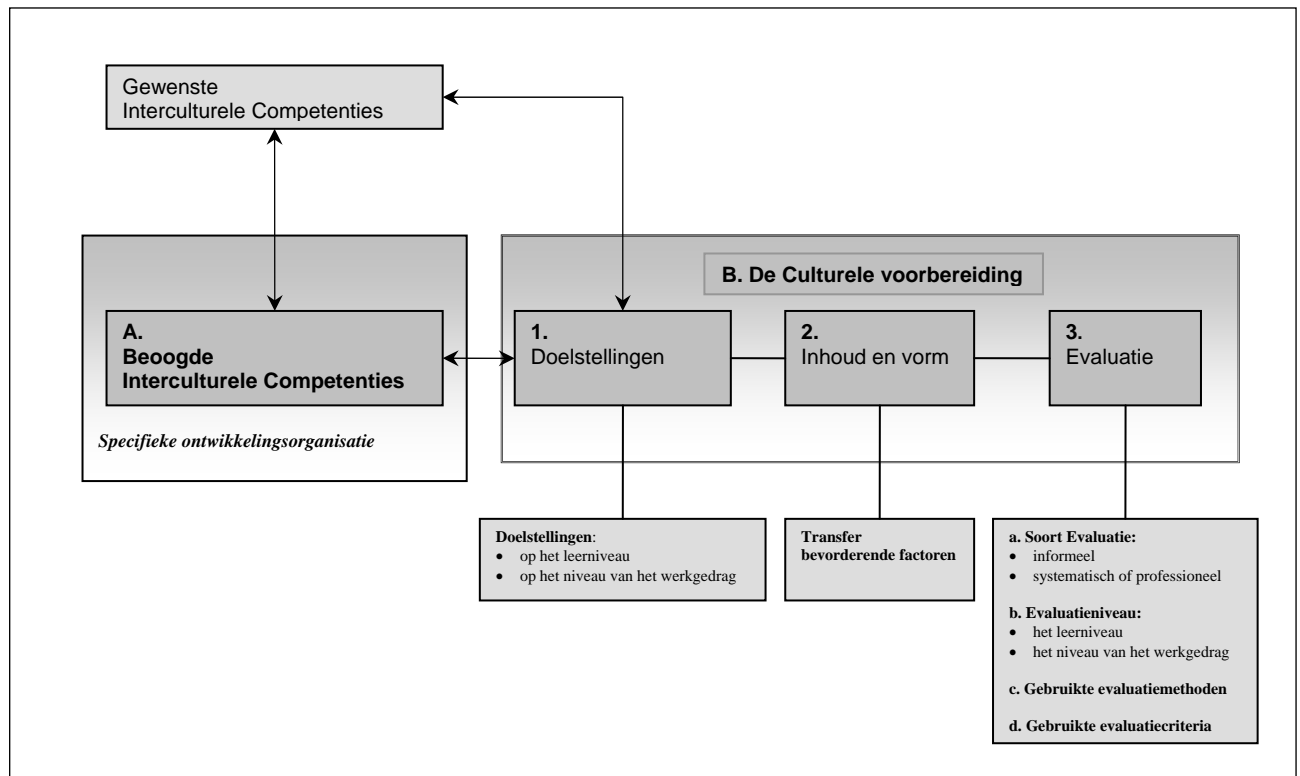 Gewenste
Interculturele Competenties
B. De Culturele voorbereiding
A.
Beoogde
Interculturele Competenties
Specifieke ontwikkelingsorganisatie
1.
Doelstellingen
2.
Inhoud en vorm
3.
Evaluatie
Doelstellingen:
• op het leerniveau
• op het niveau van het werkgedrag
Transfer
bevorderende factoren
a. Soort Evaluatie:
• informeel
• systematisch of professioneel
b. Evaluatieniveau:
• het leerniveau
• het niveau van het werkgedrag
c. Gebruikte evaluatiemethoden
d. Gebruikte evaluatiecriteria